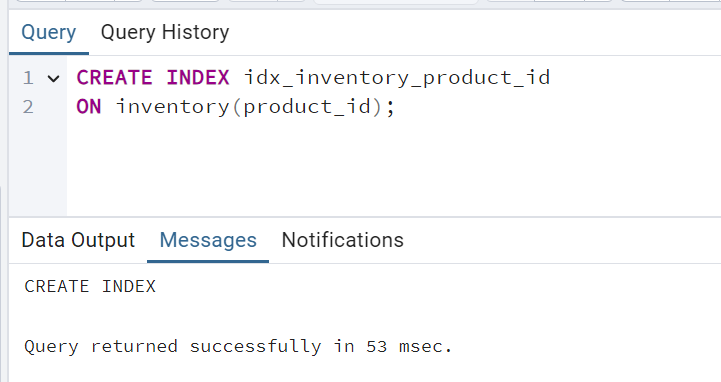 Query Query History
1 CREATE INDEX idx_inventory_product_id
2 ON inventory(product_id);
Data Output Messages Notifications
CREATE INDEX
Query returned successfully in 53 msec.